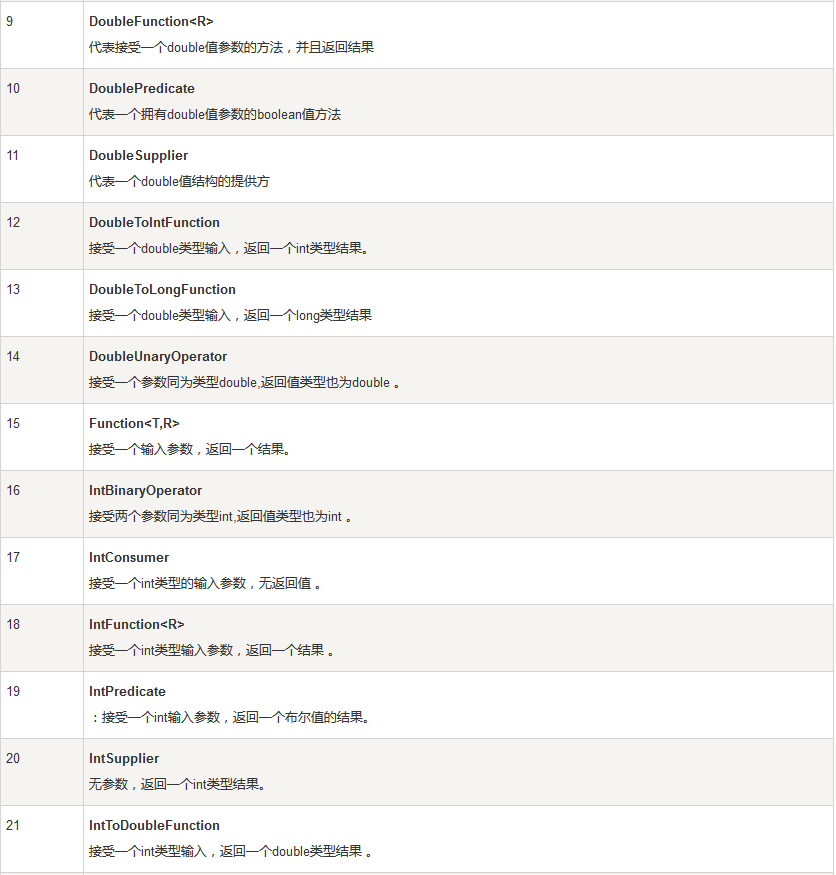 9
DoubleFunction<R>
代表接受一个double值参数的方法，并且返回结果
10
DoublePredicate
代表一个拥有double值参数的boolean值方法
11
DoubleSupplier
代表一个double值结构的提供方
12
DoubleToIntFunction
接受一个double类型输入，返回一个int类型结果。
13
DoubleToLongFunction
接受一个double类型输入，返回一个long类型结果
14
DoubleUnaryOperator
接受一个参数同为类型double,返回值类型也为double 。
15
Function<T,R>
接受一个输入参数，返回一个结果。
16
IntBinaryOperator
接受两个参数同为类型int,返回值类型也为int 。
17
IntConsumer
接受一个int类型的输入参数，无返回值 。
18
IntFunction<R>
接受一个int类型输入参数，返回一个结果 。
19
IntPredicate
：接受一个int输入参数，返回一个布尔值的结果。
20
IntSupplier
无参数，返回一个int类型结果。
21
IntToDoubleFunction
接受一个int类型输入，返回一个double类型结果 。